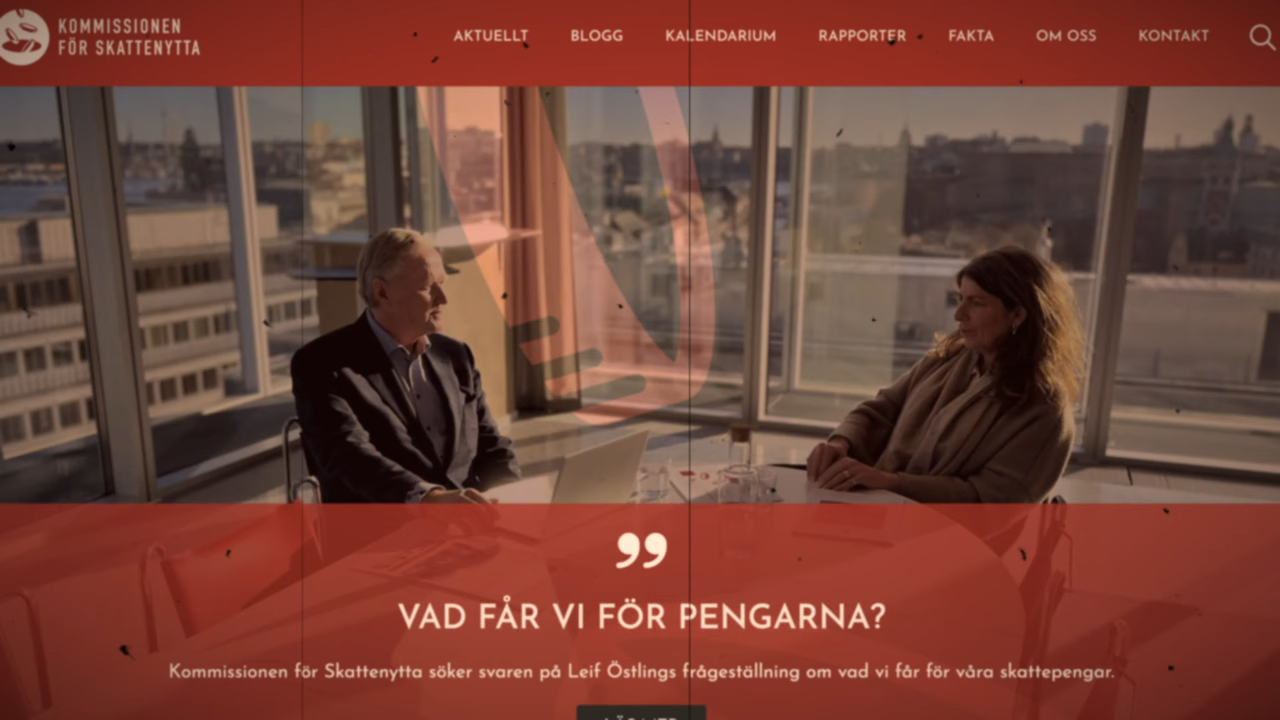 KOMMISSIONEN
FÖR SKATTENYTTA
AKTUELLT BLOGG KALENDARIUM RAPPORTER FAKTA OM OSS KONTAKT
VAD FÅR VI FÖR PENGARNA?
Kommissionen för Skattenytta söker svaren på Leif Östlings frågeställning om vad vi får för våra skattepengar.